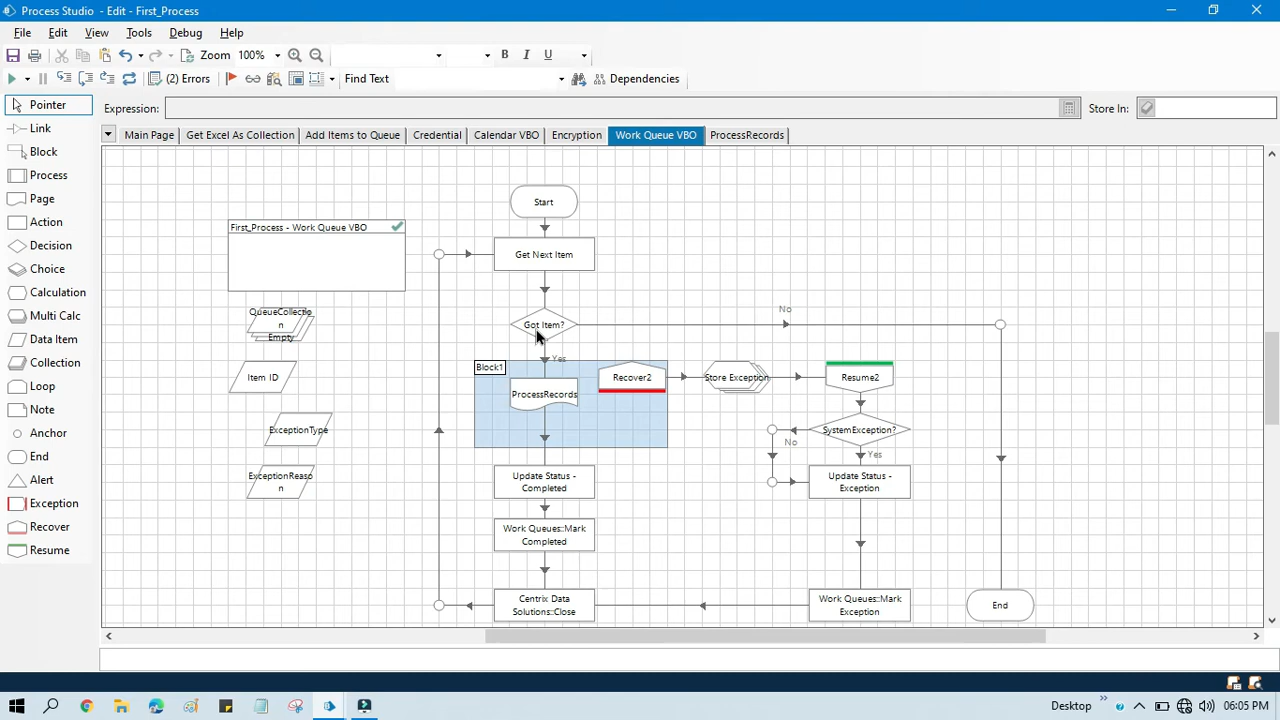 Process Studio - Edit - First_Process
File Edit View Tools Debug Help
Zoom 100% B I U
(2) Errors Find Text Dependencies
Pointer
Link
Block
Process
Page
Action
Decision
Choice
Calculation
Multi Calc
Data Item
Collection
Loop
Note
Anchor
End
Alert
Exception
Recover
Resume
Expression: Store In:
Main Page Get Excel As Collection Add Items to Queue Credential Calendar VBO Encryption Work Queue VBO ProcessRecords
Start
First_Process - Work Queue VBO
Get Next Item
QueueCollectio
n
Empty
Got Item?
No
Yes
Block1
Item ID
ProcessRecords
Recover2
Store Exception
Resume2
ExceptionType
SystemException?
No
Yes
ExceptionReaso
n
Update Status -
Completed
Update Status -
Exception
Work Queues::Mark
Completed
Centrix Data
Solutions::Close
Work Queues::Mark
Exception
End
Desktop
06:05 PM